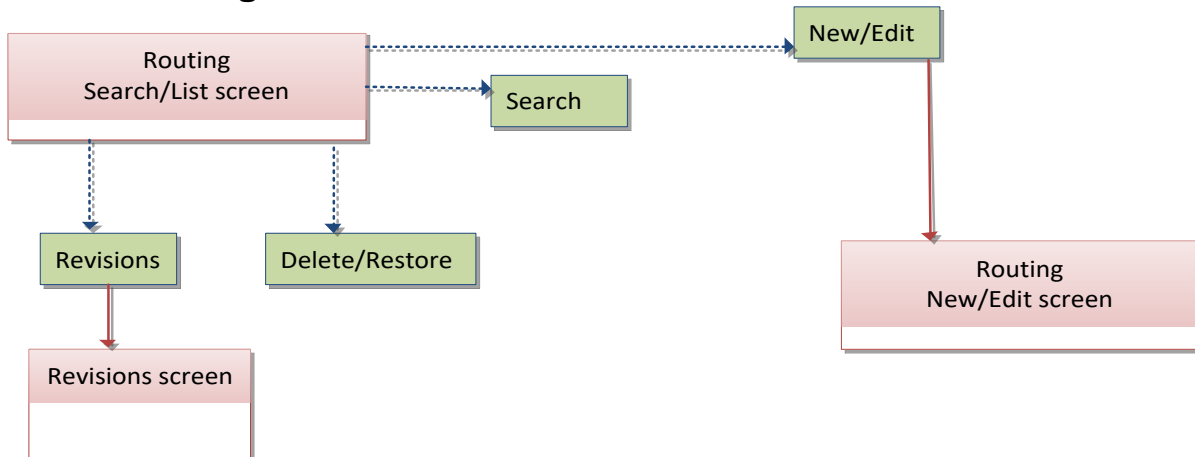 New/Edit
Routing
Search/List screen
Search
Revisions
Delete/Restore
Routing
New/Edit screen
Revisions screen